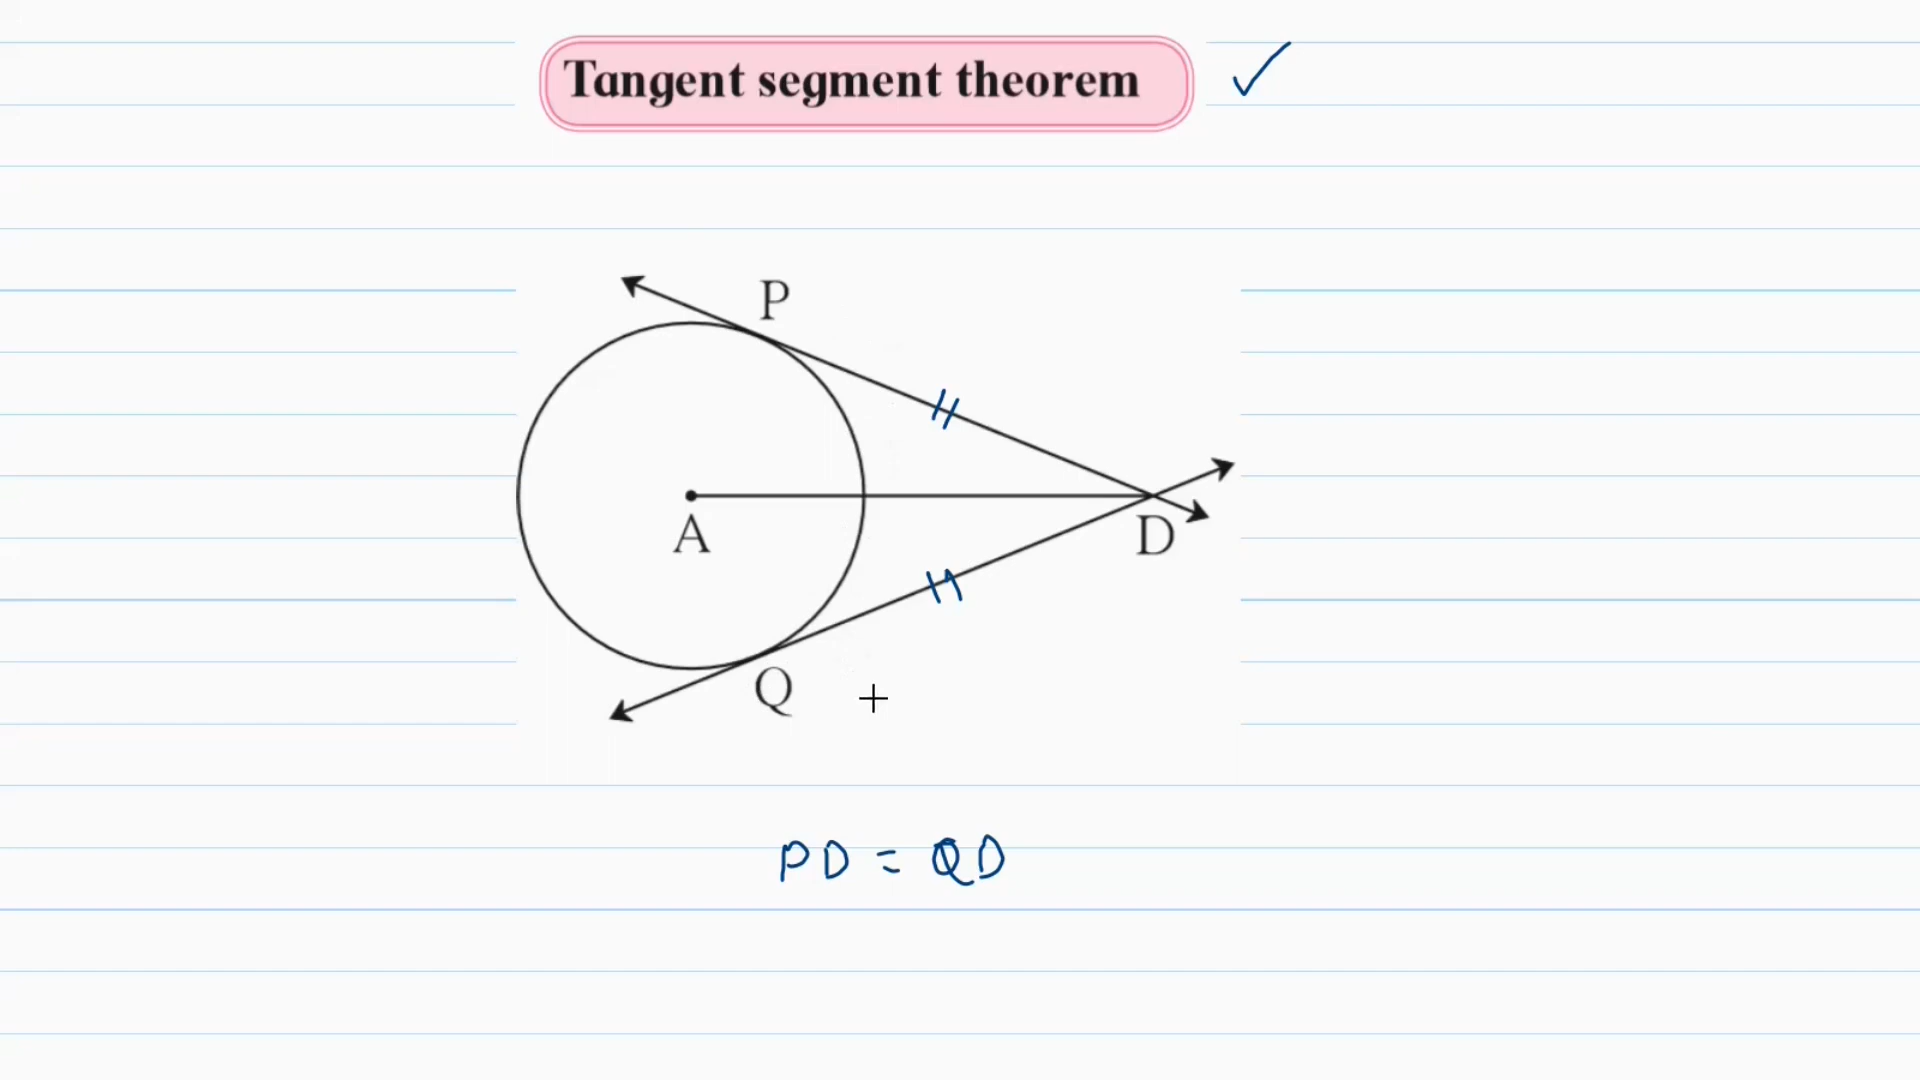 Tangent segment theorem
P
A
D
Q
PD = QD